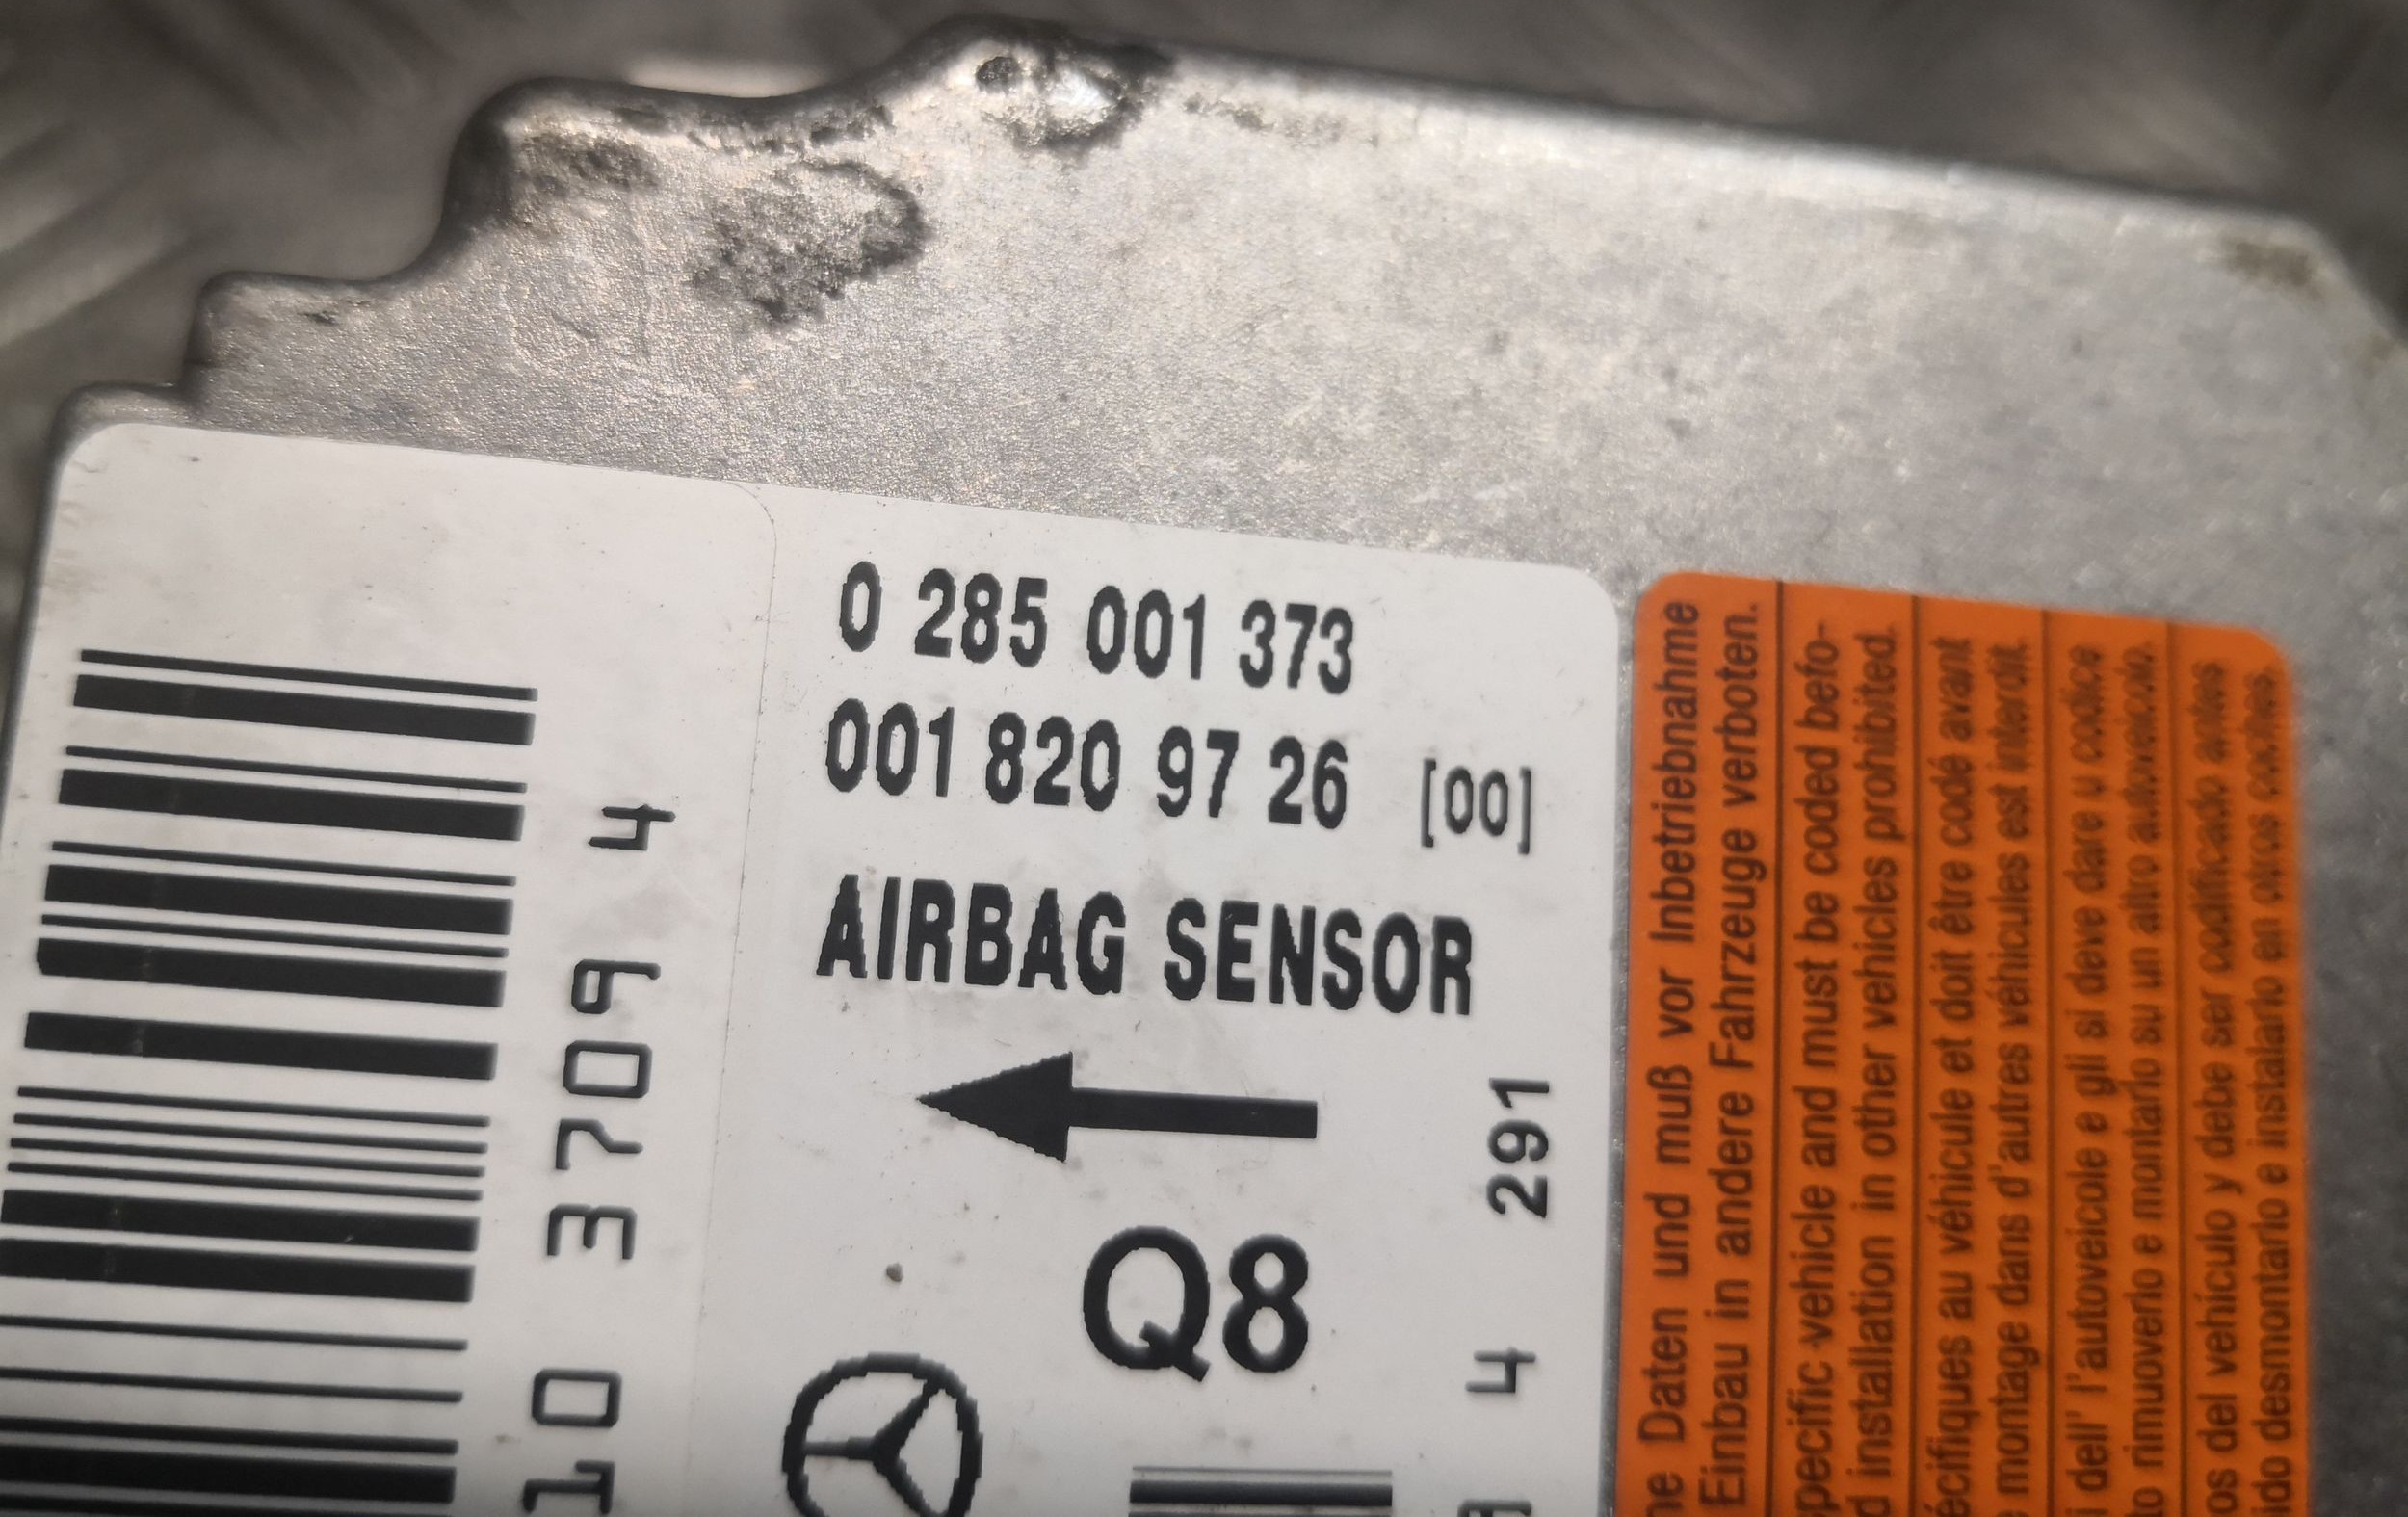 0 285 001 373
001 820 97 26 [00]
AIRBAG SENSOR
Q8
291
4
10 3709 4
ne Daten und muß vor Inbetriebnahme
Einbau in andere Fahrzeuge verboten.
pecific vehicle and must be coded befo-
d installation in other vehicles prohibited.
écifiques au véhicule et doit être codé avant
e montage dans d'autres véhicules est interdit.
i dell' l'autoveicole e gli si deve dare u codice
to rimuoverlo e montarlo su un altro autoveicolo.
os del vehículo y debe ser codificado antes
ido desmontarlo e instalarlo en otros coches.